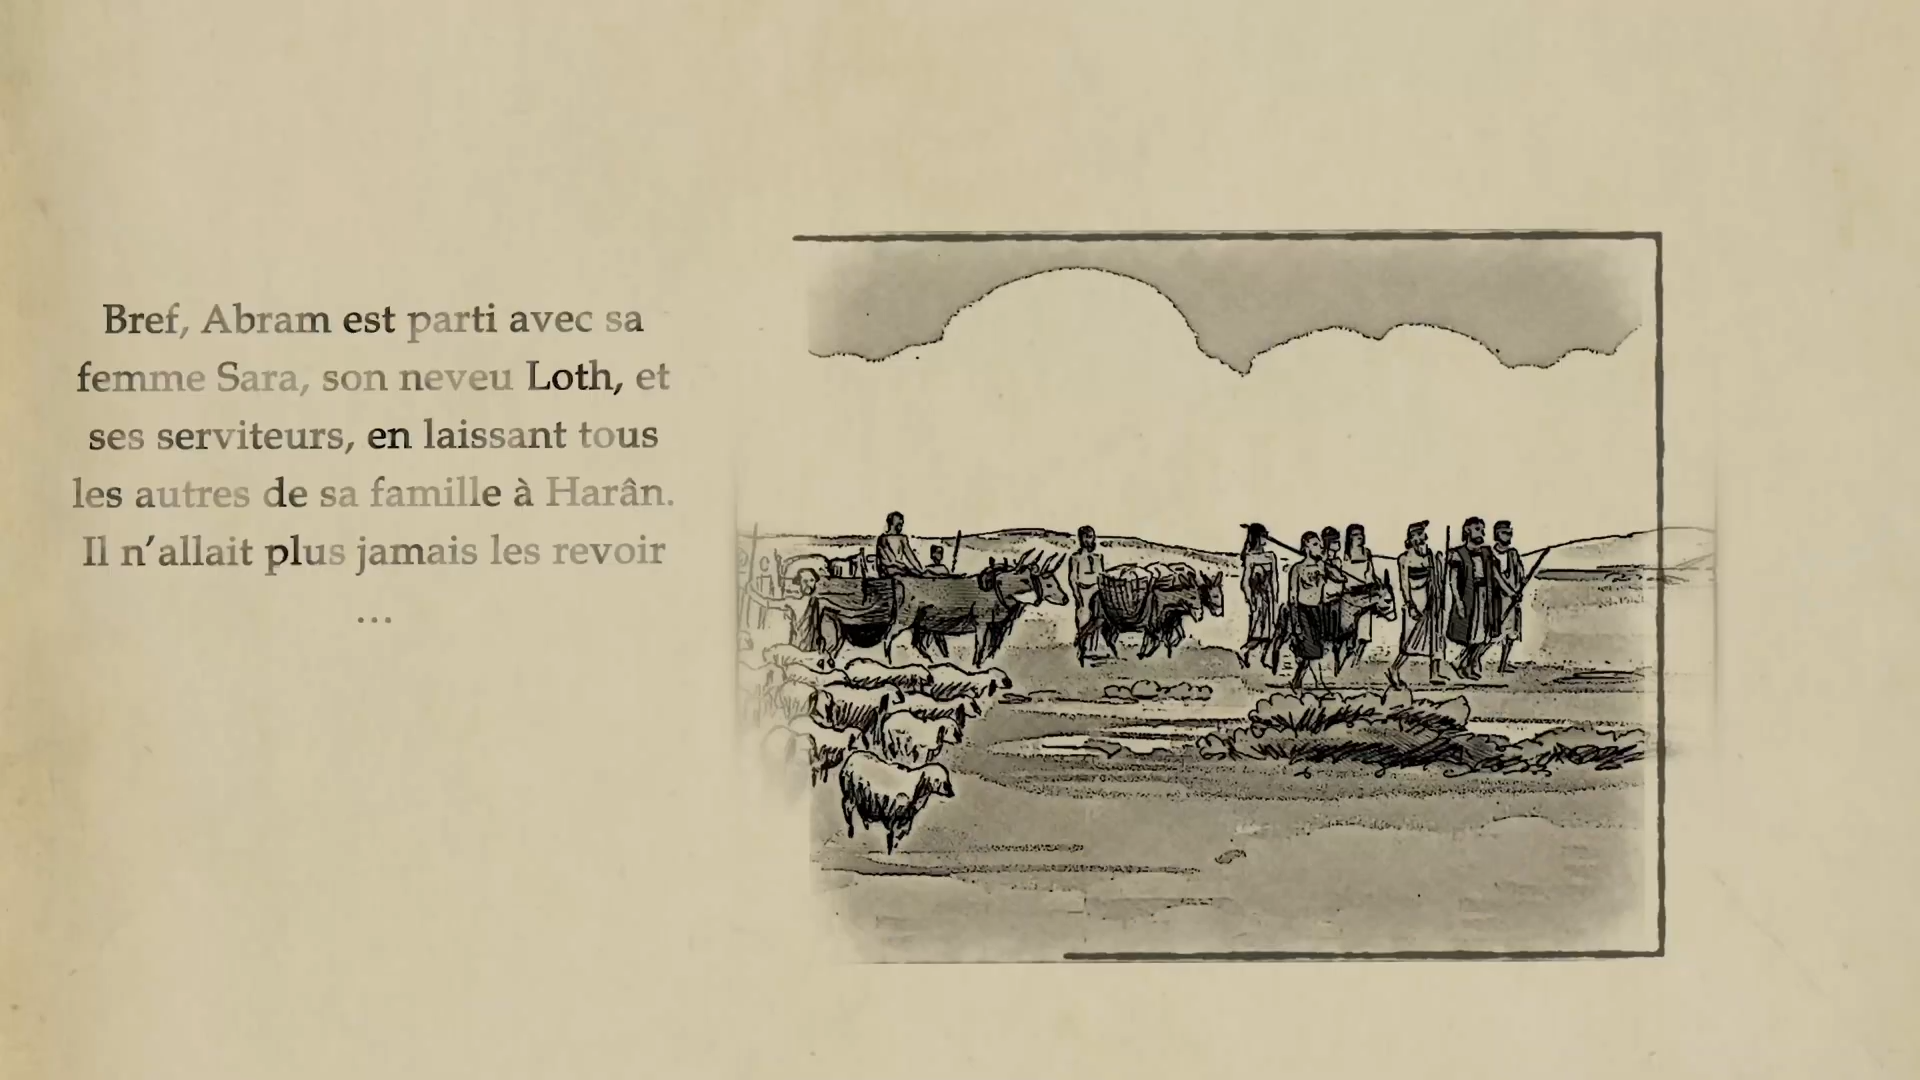 Bref, Abram est parti avec sa
femme Sara, son neveu Loth, et
ses serviteurs, en laissant tous
les autres de sa famille à Harân.
Il n’allait plus jamais les revoir
...